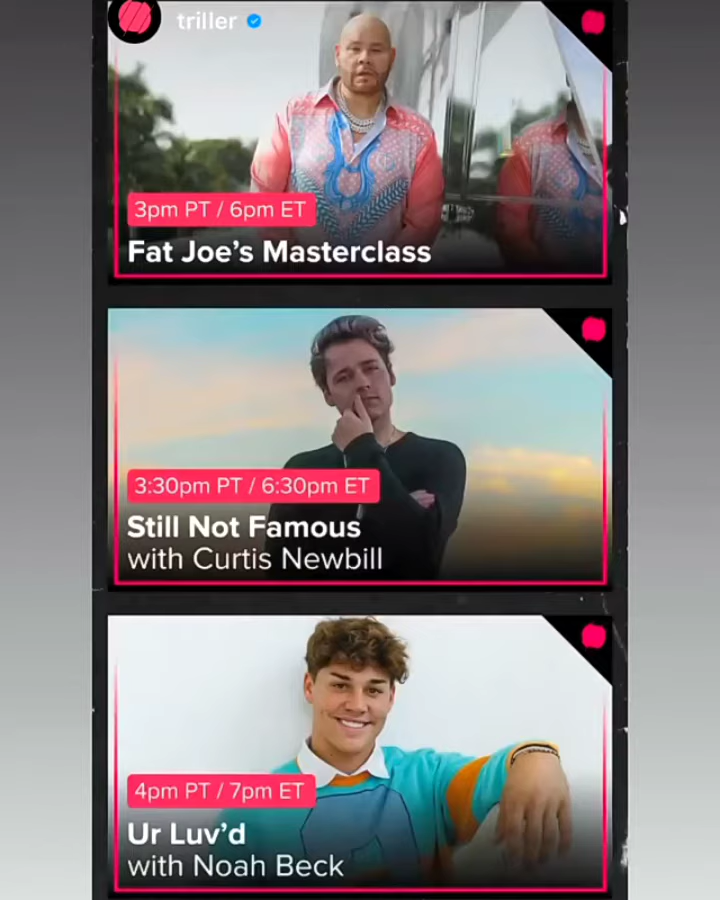 triller
3pm PT / 6pm ET
Fat Joe’s Masterclass
3:30pm PT / 6:30pm ET
Still Not Famous
with Curtis Newbill
4pm PT / 7pm ET
Ur Luv’d
with Noah Beck